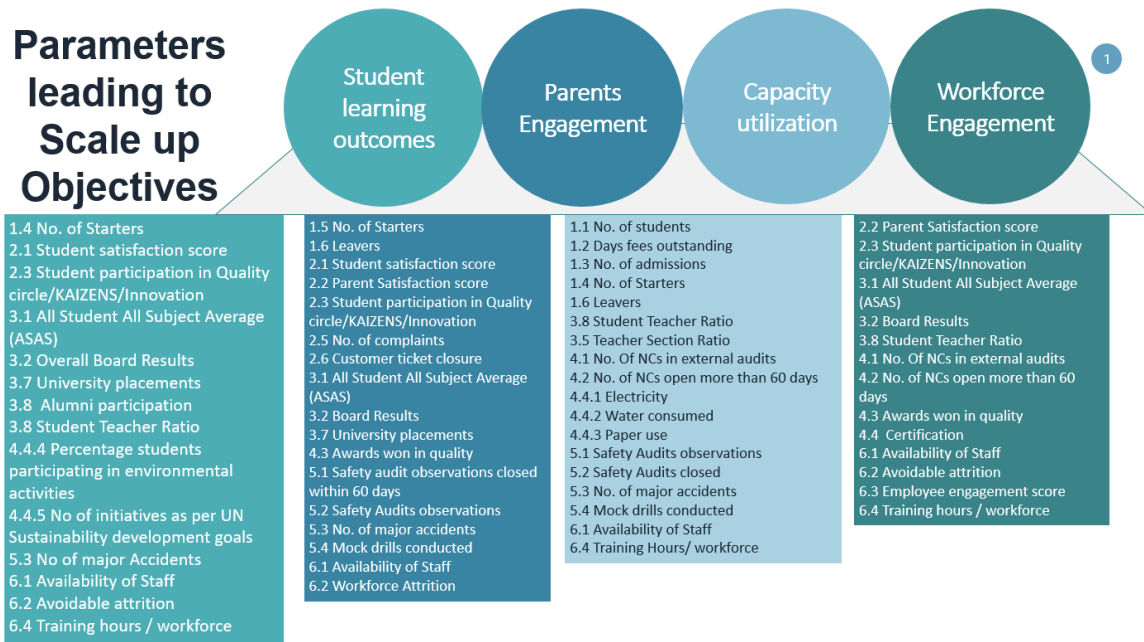 Parameters
leading to
Scale up
Objectives
Student
learning
outcomes
Parents
Engagement
Capacity
utilization
Workforce
Engagement
1
1.4 No. of Starters
2.1 Student satisfaction score
2.3 Student participation in Quality
circle/KAIZENS/Innovation
3.1 All Student All Subject Average
(ASAS)
3.2 Overall Board Results
3.7 University placements
3.8  Alumni participation
3.8 Student Teacher Ratio
4.4.4 Percentage students
participating in environmental
activities
4.4.5 No of initiatives as per UN
Sustainability development goals
5.3 No of major Accidents
6.1 Availability of Staff
6.2 Avoidable attrition
6.4 Training hours / workforce
1.5 No. of Starters
1.6 Leavers
2.1 Student satisfaction score
2.2 Parent Satisfaction score
2.3 Student participation in Quality
circle/KAIZENS/Innovation
2.5 No. of complaints
2.6 Customer ticket closure
3.1 All Student All Subject Average
(ASAS)
3.2 Board Results
3.7 University placements
4.3 Awards won in quality
5.1 Safety audit observations closed
within 60 days
5.2 Safety Audits observations
5.3 No. of major accidents
5.4 Mock drills conducted
6.1 Availability of Staff
6.2 Workforce Attrition
1.1 No. of students
1.2 Days fees outstanding
1.3 No. of admissions
1.4 No. of Starters
1.6 Leavers
3.8 Student Teacher Ratio
3.5 Teacher Section Ratio
4.1 No. Of NCs in external audits
4.2 No. of NCs open more than 60 days
4.4.1 Electricity
4.4.2 Water consumed
4.4.3 Paper use
5.1 Safety Audits observations
5.2 Safety Audits closed
5.3 No. of major accidents
5.4 Mock drills conducted
6.1 Availability of Staff
6.4 Training Hours/ workforce
2.2 Parent Satisfaction score
2.3 Student participation in Quality
circle/KAIZENS/Innovation
3.1 All Student All Subject Average
(ASAS)
3.2 Board Results
3.8 Student Teacher Ratio
4.1 No. Of NCs in external audits
4.2 No. of NCs open more than 60
days
4.3 Awards won in quality
4.4  Certification
6.1 Availability of Staff
6.2 Avoidable attrition
6.3 Employee engagement score
6.4 Training hours / workforce